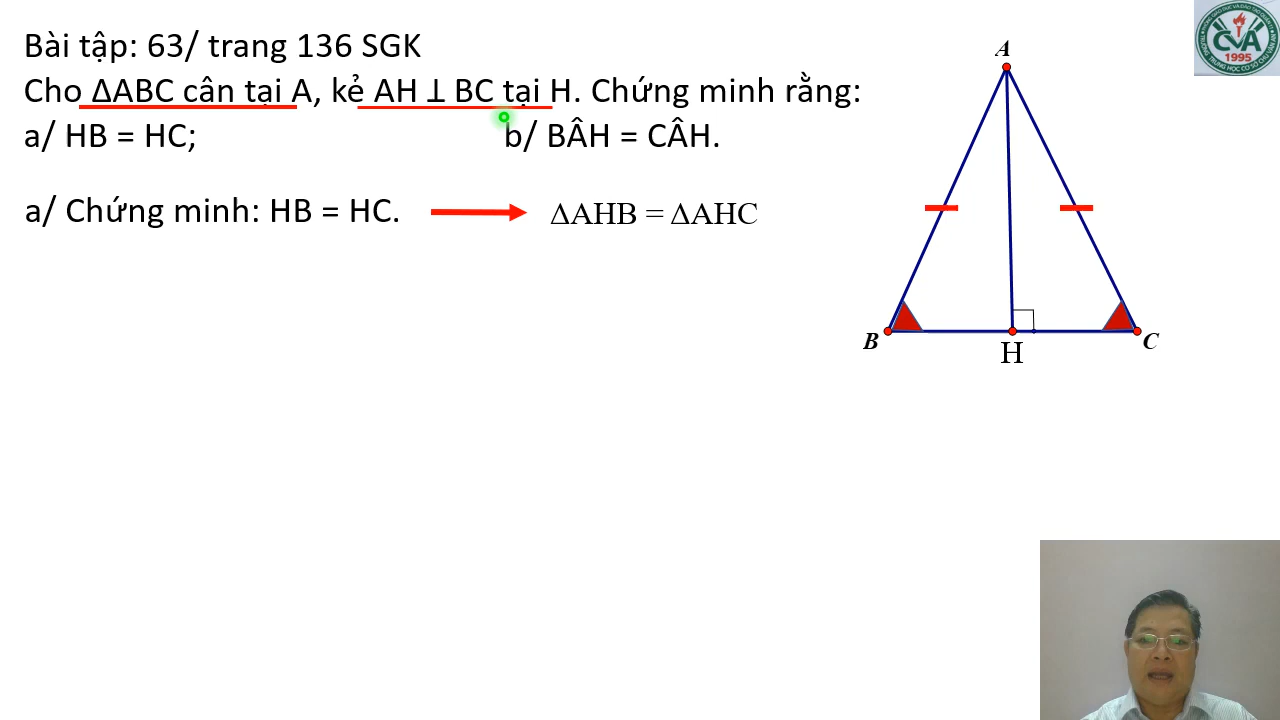 Bài tập: 63/ trang 136 SGK
Cho ΔABC cân tại A, kẻ AH ⊥ BC tại H. Chứng minh rằng:
a/ HB = HC; b/ BÂH = CÂH.
a/ Chứng minh: HB = HC. ΔAHB = ΔAHC
A
B
H
C
CVA
1995